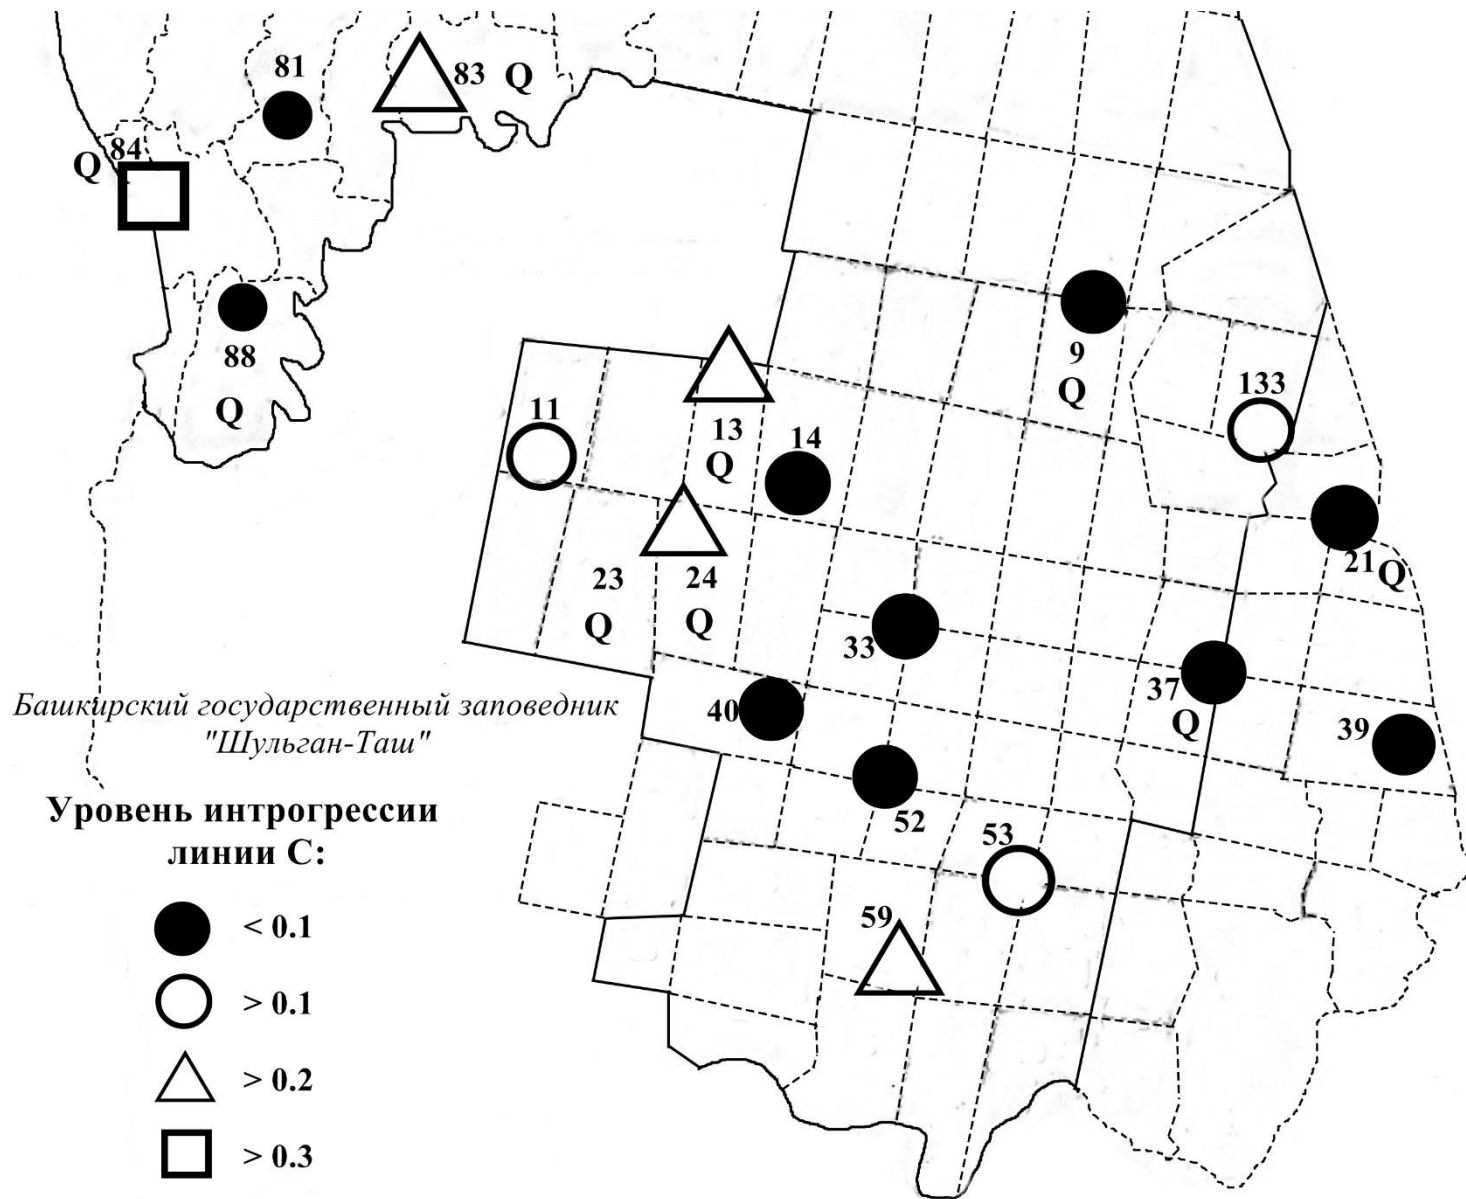 81
83 Q
84
Q
88
Q
9
Q
133
11
13
Q
14
21 Q
23
Q
24
Q
33
37
Q
40
39
Башкирский государственный заповедник
"Шульган-Таш"
52
53
59
Уровень интрогрессии
линии С:
< 0.1
> 0.1
> 0.2
> 0.3